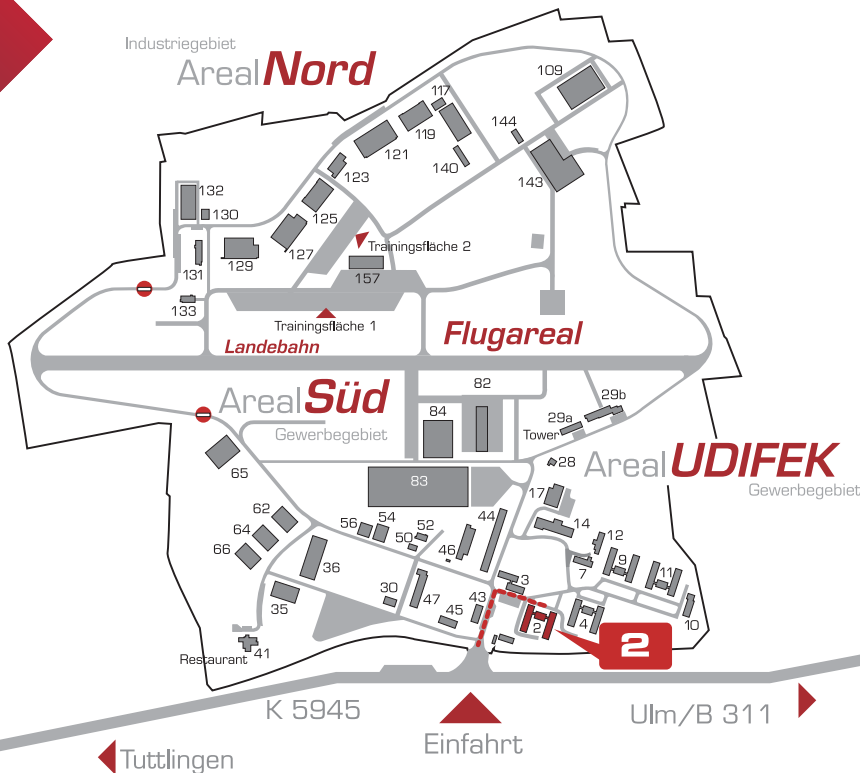 Industriegebiet
Areal Nord
109
117
119
144
121
140
143
123
132
130
125
127
Trainingsfläche 2
131
129
157
133
Trainingsfläche 1
Landebahn
Flugareal
Areal Süd
Gewerbegebiet
82
84
29a
29b
Tower
28
Areal UDIFEK
Gewerbegebiet
65
83
17
62
64
66
56
54
52
50
44
46
14
12
7
9
11
10
36
35
30
47
45
43
3
2
4
2
Restaurant
41
K 5945
Ulm/B 311
Einfahrt
Tuttlingen